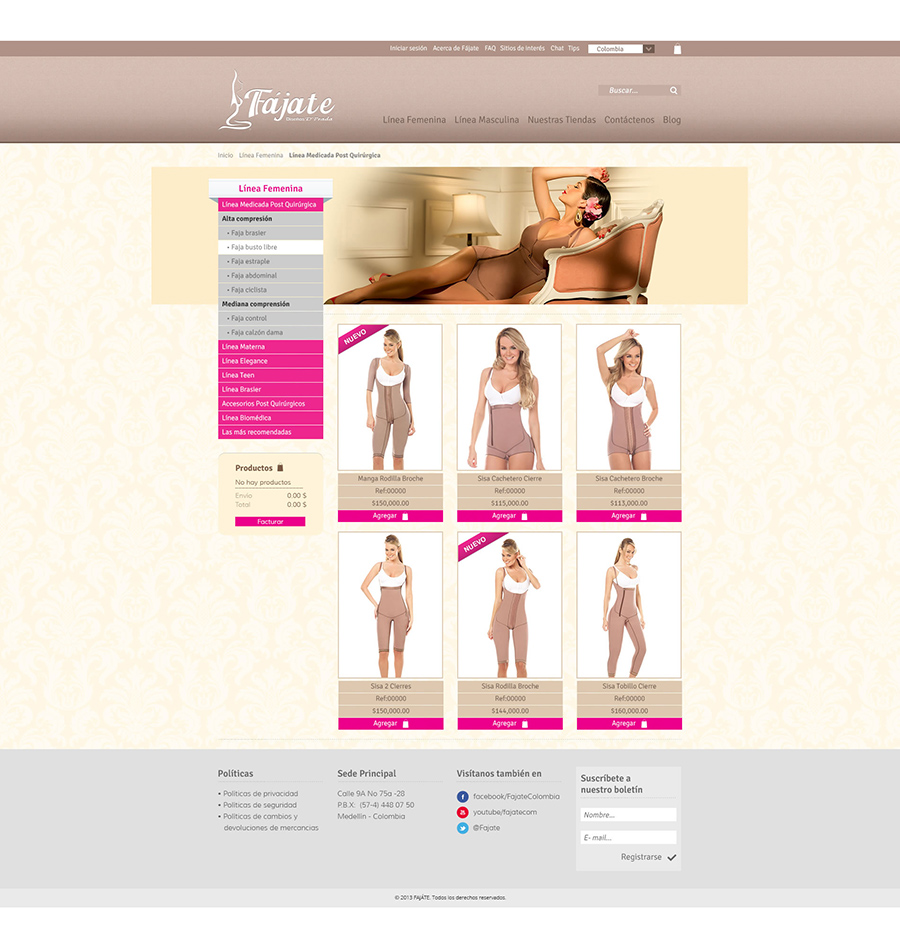 Iniciar sesión Acerca de Fájate FAQ Sitios de interés Chat Tips Colombia
Buscar...
Fájate
Línea Femenina Línea Masculina Nuestras Tiendas Contáctenos Blog
Inicio Línea Femenina Línea Medicada Post Quirúrgica
Línea Femenina
Línea Medicada Post Quirúrgica
Alta compresión
• Faja brasier
• Faja busto libre
• Faja estraple
• Faja abdominal
• Faja ciclista
Mediana comprensión
• Faja control
• Faja calzón dama
Línea Materna
Línea Elegance
Línea Teen
Línea Brasier
Accesorios Post Quirúrgicos
Línea Biomédica
Las más recomendadas
Productos
No hay productos
Envío 0.00 $
Total 0.00 $
Facturar
NUEVO
Manga Rodilla Broche
Ref:00000
$150,000.00
Agregar
Sisa Cachetero Cierre
Ref:00000
$115,000.00
Agregar
Sisa Cachetero Broche
Ref:00000
$113,000.00
Agregar
Sisa 2 Cierres
Ref:00000
$150,000.00
Agregar
NUEVO
Sisa Rodilla Broche
Ref:00000
$144,000.00
Agregar
Sisa Tobillo Cierre
Ref:00000
$160,000.00
Agregar
Políticas
• Políticas de privacidad
• Políticas de seguridad
• Políticas de cambios y
devoluciones de mercancias
Sede Principal
Calle 9A No 75a -28
P.B.X: (57-4) 448 07 50
Medellín - Colombia
Visítanos también en
facebook/FajateColombia
youtube/fajatecom
@Fajate
Suscríbete a
nuestro boletín
Nombre...
E- mail...
Registrarse
© 2013 FAJÁTE. Todos los derechos reservados.